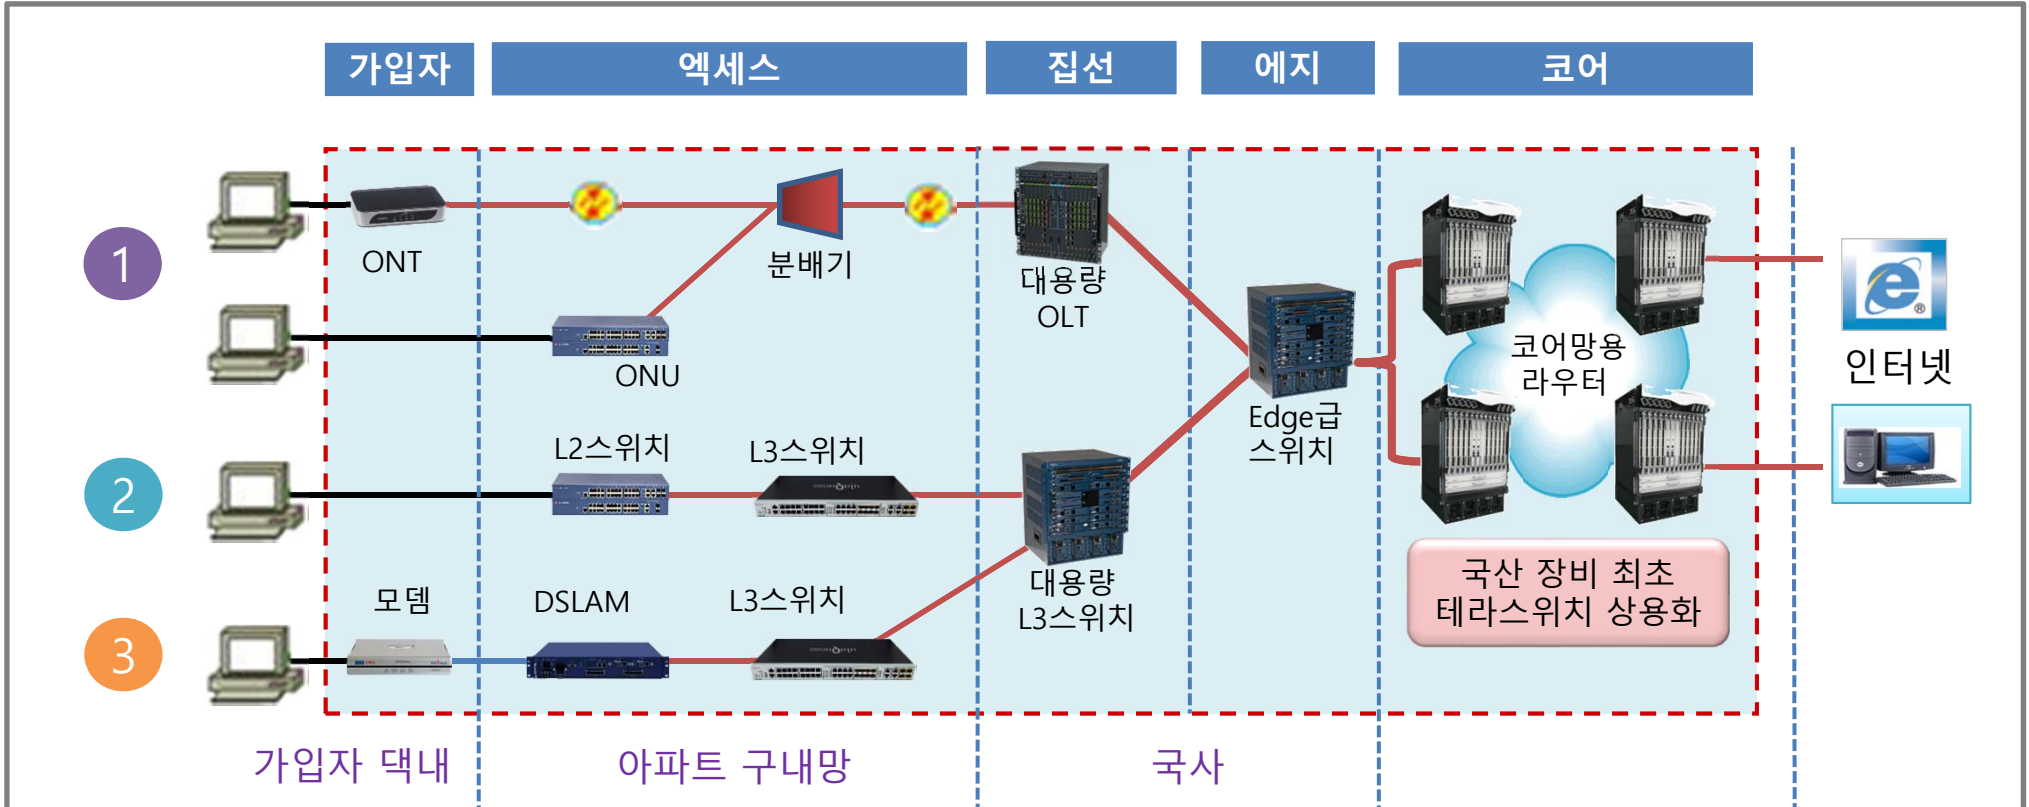 가입자
엑세스
집선
에지
코어
1
ONT
분배기
대용량
OLT
ONU
코어망용
라우터
인터넷
Edge급
스위치
2
L2스위치
L3스위치
대용량
L3스위치
국산 장비 최초
테라스위치 상용화
3
모뎀
DSLAM
L3스위치
가입자 댁내
아파트 구내망
국사